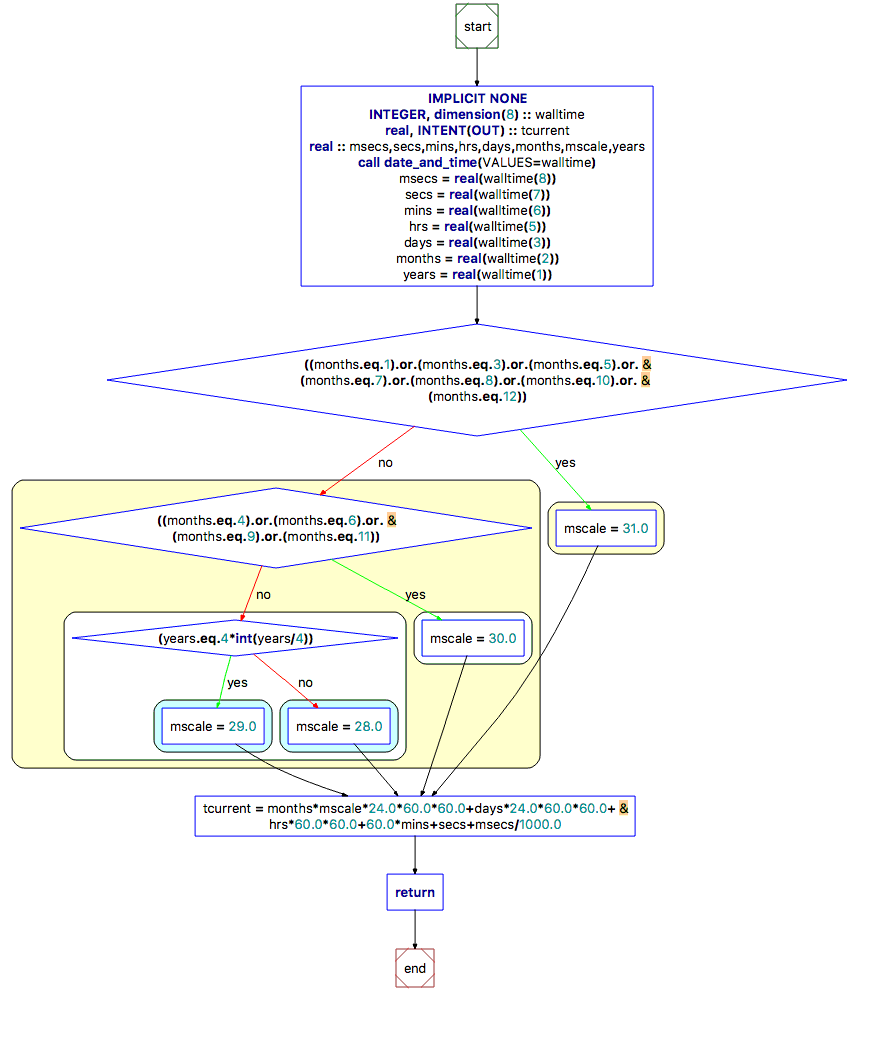 start
IMPLICIT NONE
INTEGER, dimension(8) :: walltime
real, INTENT(OUT) :: tcurrent
real :: msecs,secs,mins,hrs,days,months,mscale,years
call date_and_time(VALUES=walltime)
msecs = real(walltime(8))
secs = real(walltime(7))
mins = real(walltime(6))
hrs = real(walltime(5))
days = real(walltime(3))
months = real(walltime(2))
years = real(walltime(1))
((months.eq.1).or.(months.eq.3).or.(months.eq.5).or. &
(months.eq.7).or.(months.eq.8).or.(months.eq.10).or. &
(months.eq.12))
no
yes
((months.eq.4).or.(months.eq.6).or. &
(months.eq.9).or.(months.eq.11))
mscale = 31.0
no
yes
(years.eq.4*int(years/4))
mscale = 30.0
yes
no
mscale = 29.0
mscale = 28.0
tcurrent = months*mscale*24.0*60.0*60.0+days*24.0*60.0*60.0+ &
hrs*60.0*60.0+60.0*mins+secs+msecs/1000.0
return
end